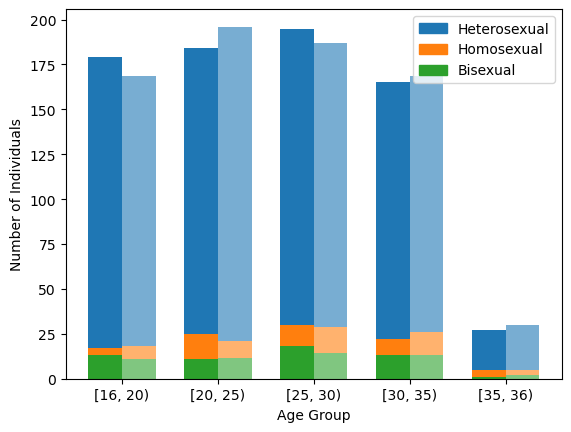 200
175
150
125
100
75
50
25
0
Number of Individuals
Heterosexual
Homosexual
Bisexual
[16, 20) [20, 25) [25, 30) [30, 35) [35, 36)
Age Group